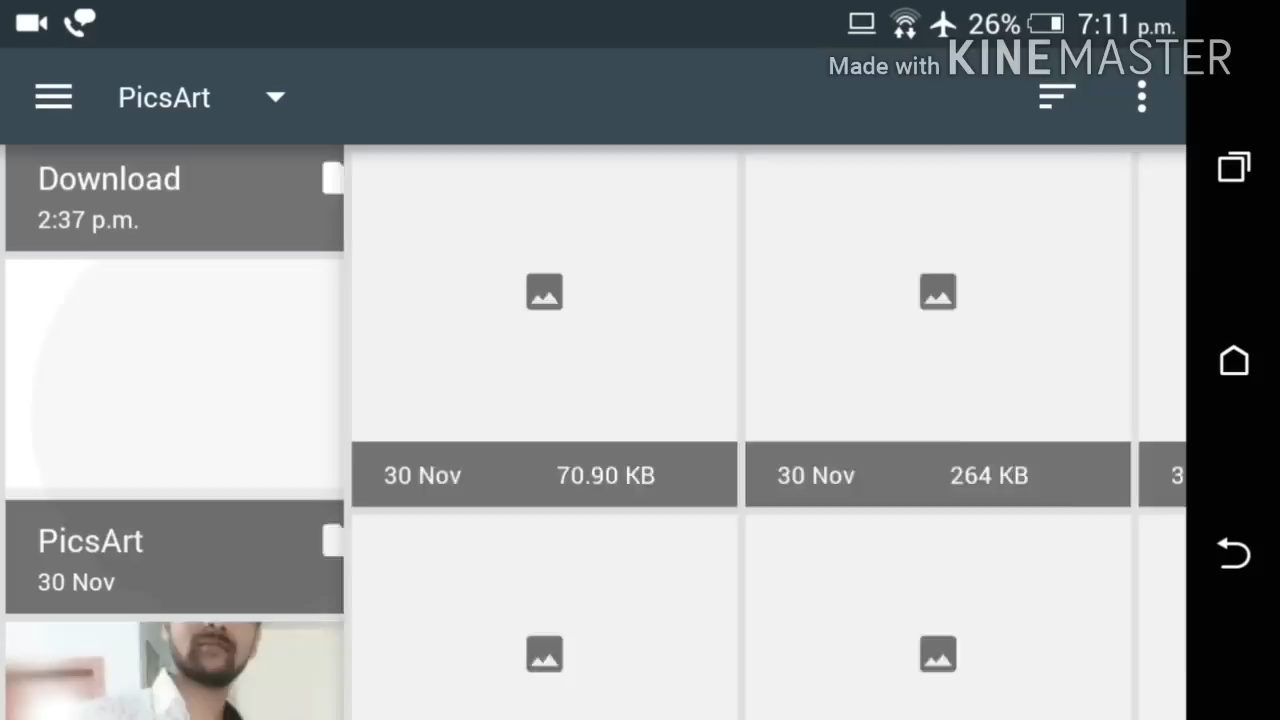 26% 7:11 p.m.
Made with KINEMASTER
PicsArt
Download
2:37 p.m.
30 Nov 70.90 KB
30 Nov 264 KB
3
PicsArt
30 Nov